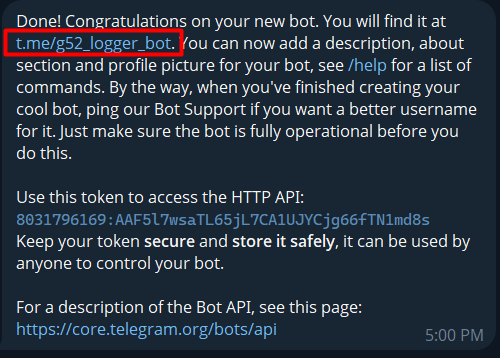 Done! Congratulations on your new bot. You will find it at
t.me/g52_logger_bot. You can now add a description, about
section and profile picture for your bot, see /help for a list of
commands. By the way, when you've finished creating your
cool bot, ping our Bot Support if you want a better username
for it. Just make sure the bot is fully operational before you
do this.

Use this token to access the HTTP API:
8031796169:AAF5l7wsaTL65jL7CA1UJYCjg66fTN1md8s
Keep your token secure and store it safely, it can be used by
anyone to control your bot.

For a description of the Bot API, see this page:
https://core.telegram.org/bots/api
5:00 PM